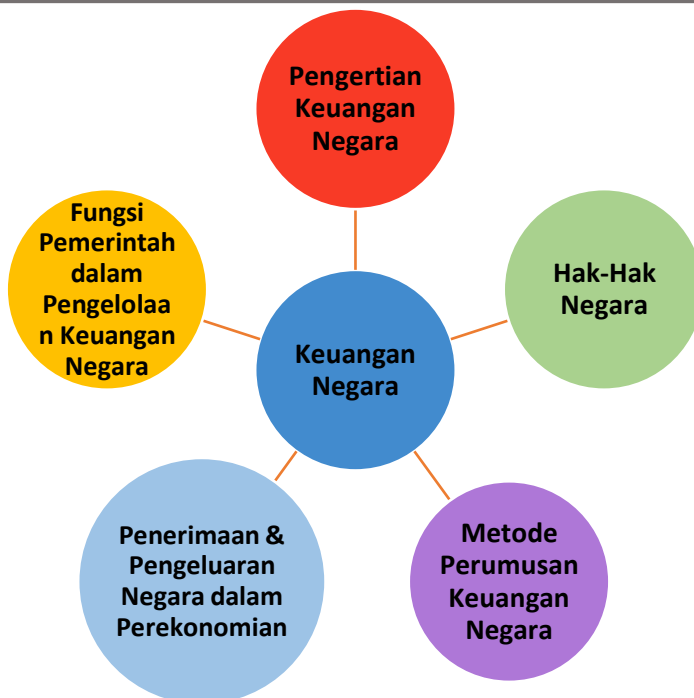 Pengertian
Keuangan
Negara
Fungsi
Pemerintah
dalam
Pengelolaa
n Keuangan
Negara
Hak-Hak
Negara
Keuangan
Negara
Penerimaan &
Pengeluaran
Negara dalam
Perekonomian
Metode
Perumusan
Keuangan
Negara